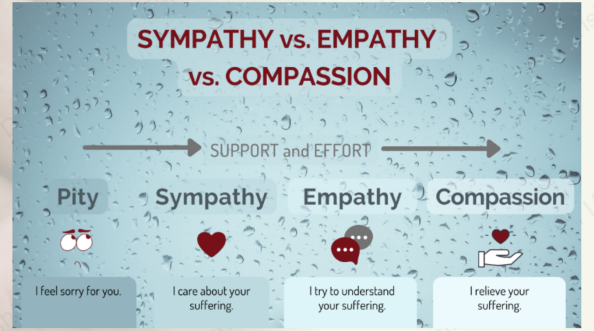 SYMPATHY vs. EMPATHY
vs. COMPASSION
SUPPORT and EFFORT
Pity
Sympathy
Empathy
Compassion
I feel sorry for you.
I care about your
suffering.
I try to understand
your suffering.
I relieve your
suffering.